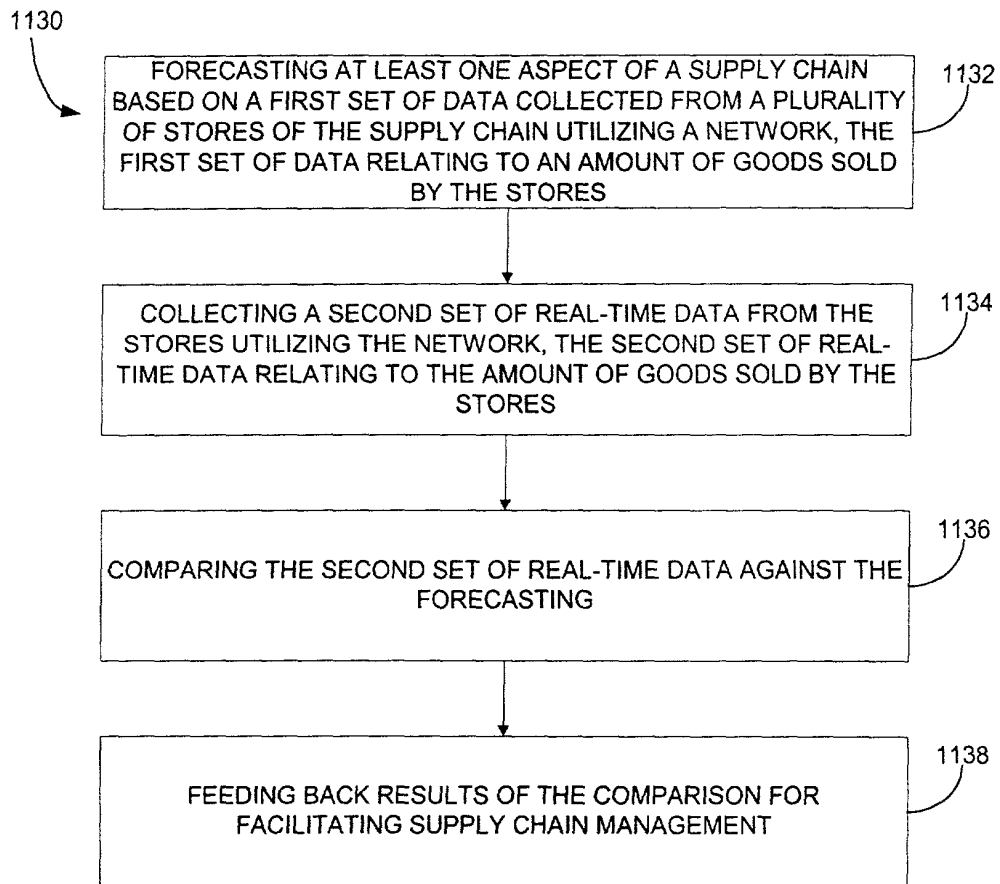 1130
FORECASTING AT LEAST ONE ASPECT OF A SUPPLY CHAIN
BASED ON A FIRST SET OF DATA COLLECTED FROM A PLURALITY
OF STORES OF THE SUPPLY CHAIN UTILIZING A NETWORK, THE
FIRST SET OF DATA RELATING TO AN AMOUNT OF GOODS SOLD
BY THE STORES
1132
COLLECTING A SECOND SET OF REAL-TIME DATA FROM THE
STORES UTILIZING THE NETWORK, THE SECOND SET OF REAL-
TIME DATA RELATING TO THE AMOUNT OF GOODS SOLD BY THE
STORES
1134
COMPARING THE SECOND SET OF REAL-TIME DATA AGAINST THE
FORECASTING
1136
FEEDING BACK RESULTS OF THE COMPARISON FOR
FACILITATING SUPPLY CHAIN MANAGEMENT
1138